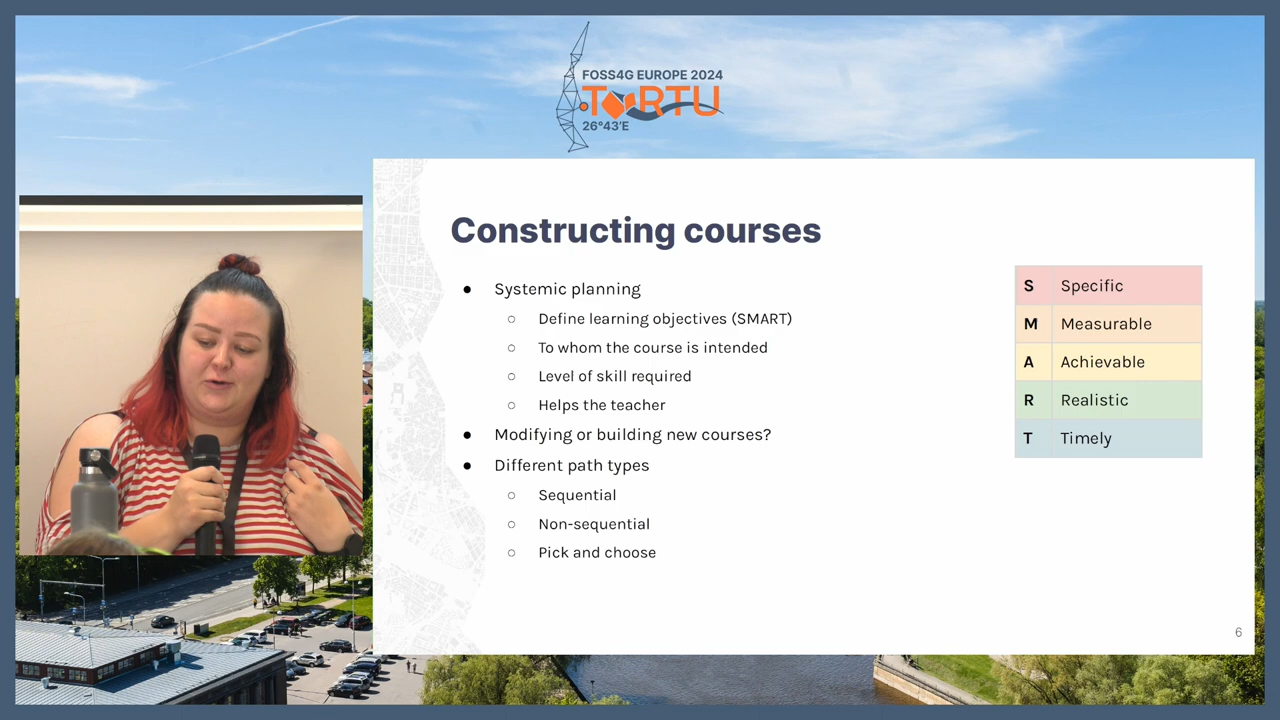 FOSS4G EUROPE 2024
TARTU
26°43'E
Constructing courses
● Systemic planning
○ Define learning objectives (SMART)
○ To whom the course is intended
○ Level of skill required
○ Helps the teacher
● Modifying or building new courses?
● Different path types
○ Sequential
○ Non-sequential
○ Pick and choose
S Specific
M Measurable
A Achievable
R Realistic
T Timely
6